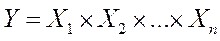 Y = X₁ × X₂ × ... × Xₙ